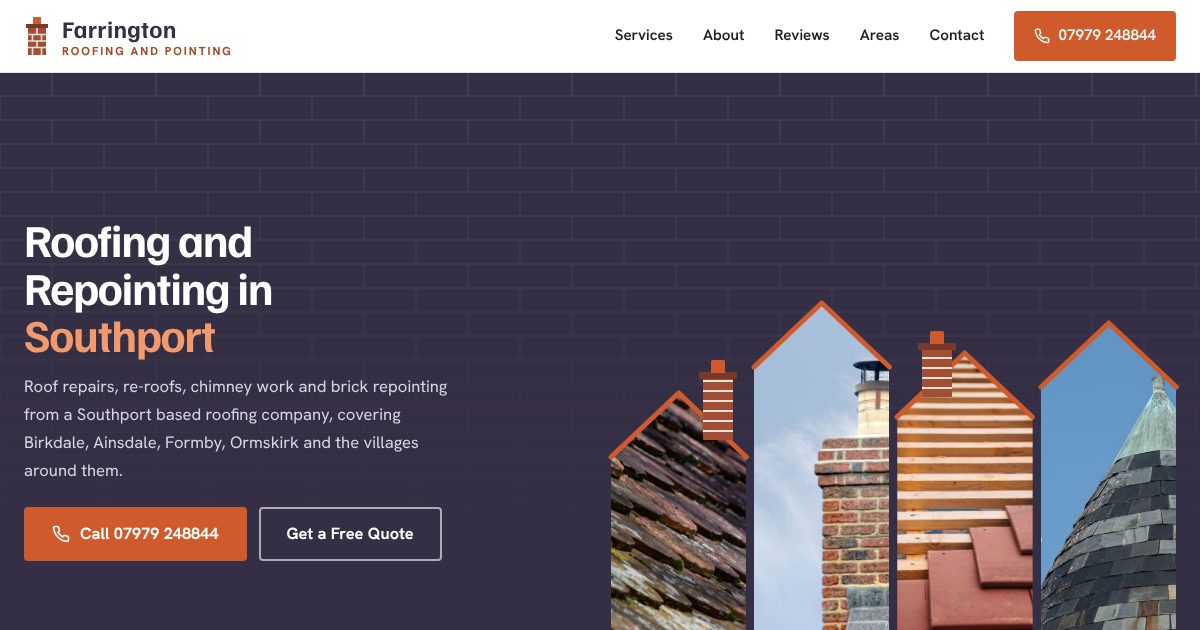 Farrington
ROOFING AND POINTING
Services
About
Reviews
Areas
Contact
07979 248844
Roofing and
Repointing in
Southport
Roof repairs, re-roofs, chimney work and brick repointing
from a Southport based roofing company, covering
Birkdale, Ainsdale, Formby, Ormskirk and the villages
around them.
Call 07979 248844
Get a Free Quote